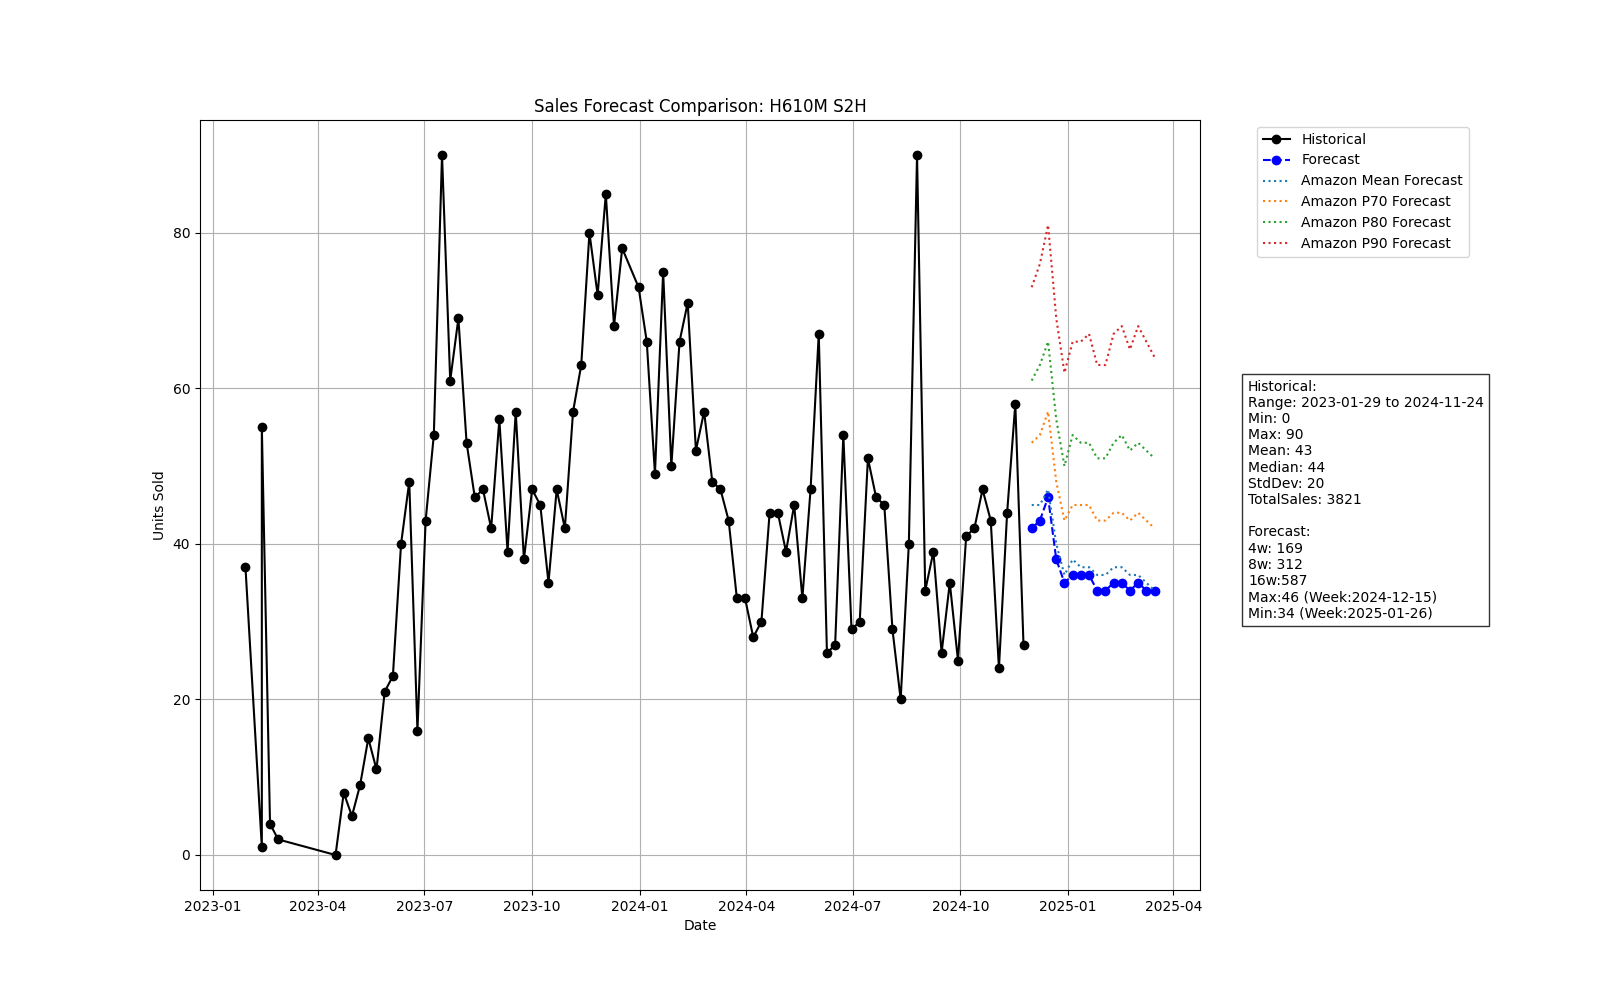 Sales Forecast Comparison: H610M S2H
Historical
Forecast
Amazon Mean Forecast
Amazon P70 Forecast
Amazon P80 Forecast
Amazon P90 Forecast
Units Sold
80
60
40
20
0
Historical:
Range: 2023-01-29 to 2024-11-24
Min: 0
Max: 90
Mean: 43
Median: 44
StdDev: 20
TotalSales: 3821
Forecast:
4w: 169
8w: 312
16w:587
Max:46 (Week:2024-12-15)
Min:34 (Week:2025-01-26)
2023-01 2023-04 2023-07 2023-10 2024-01 2024-04 2024-07 2024-10 2025-01 2025-04
Date